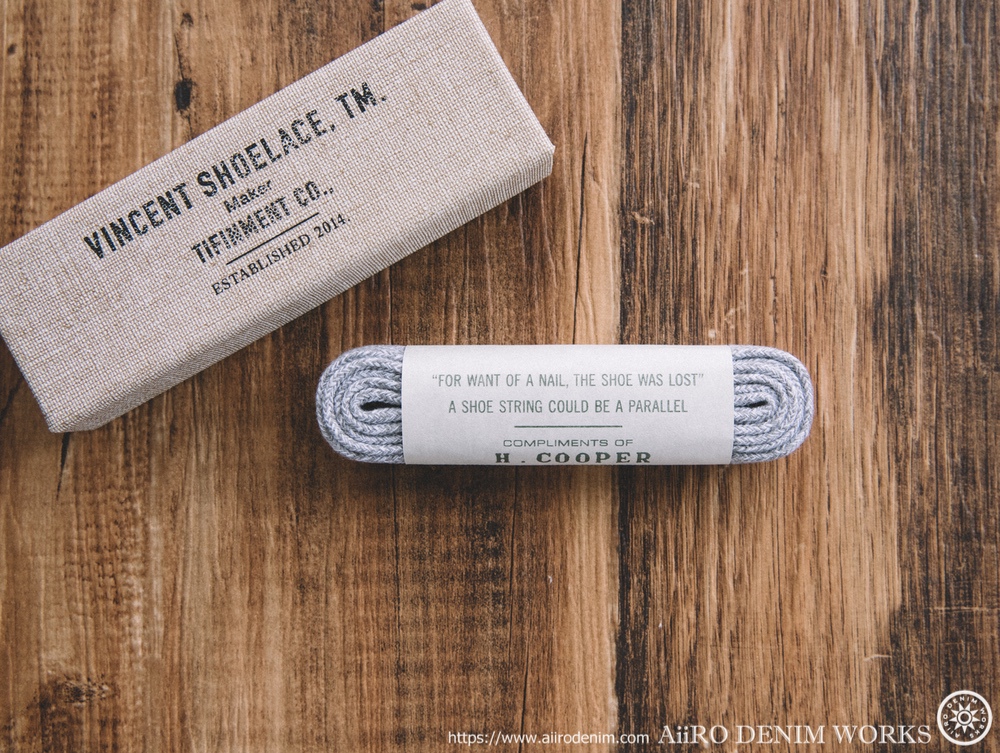 VINCENT SHOELACE, TM.
Maker
TIFINMENT CO.,
ESTABLISHED 2014.
"FOR WANT OF A NAIL, THE SHOE WAS LOST"
A SHOE STRING COULD BE A PARALLEL
COMPLIMENTS OF
H. COOPER
https://www.aiirodenim.com AiiRO DENIM WORKS